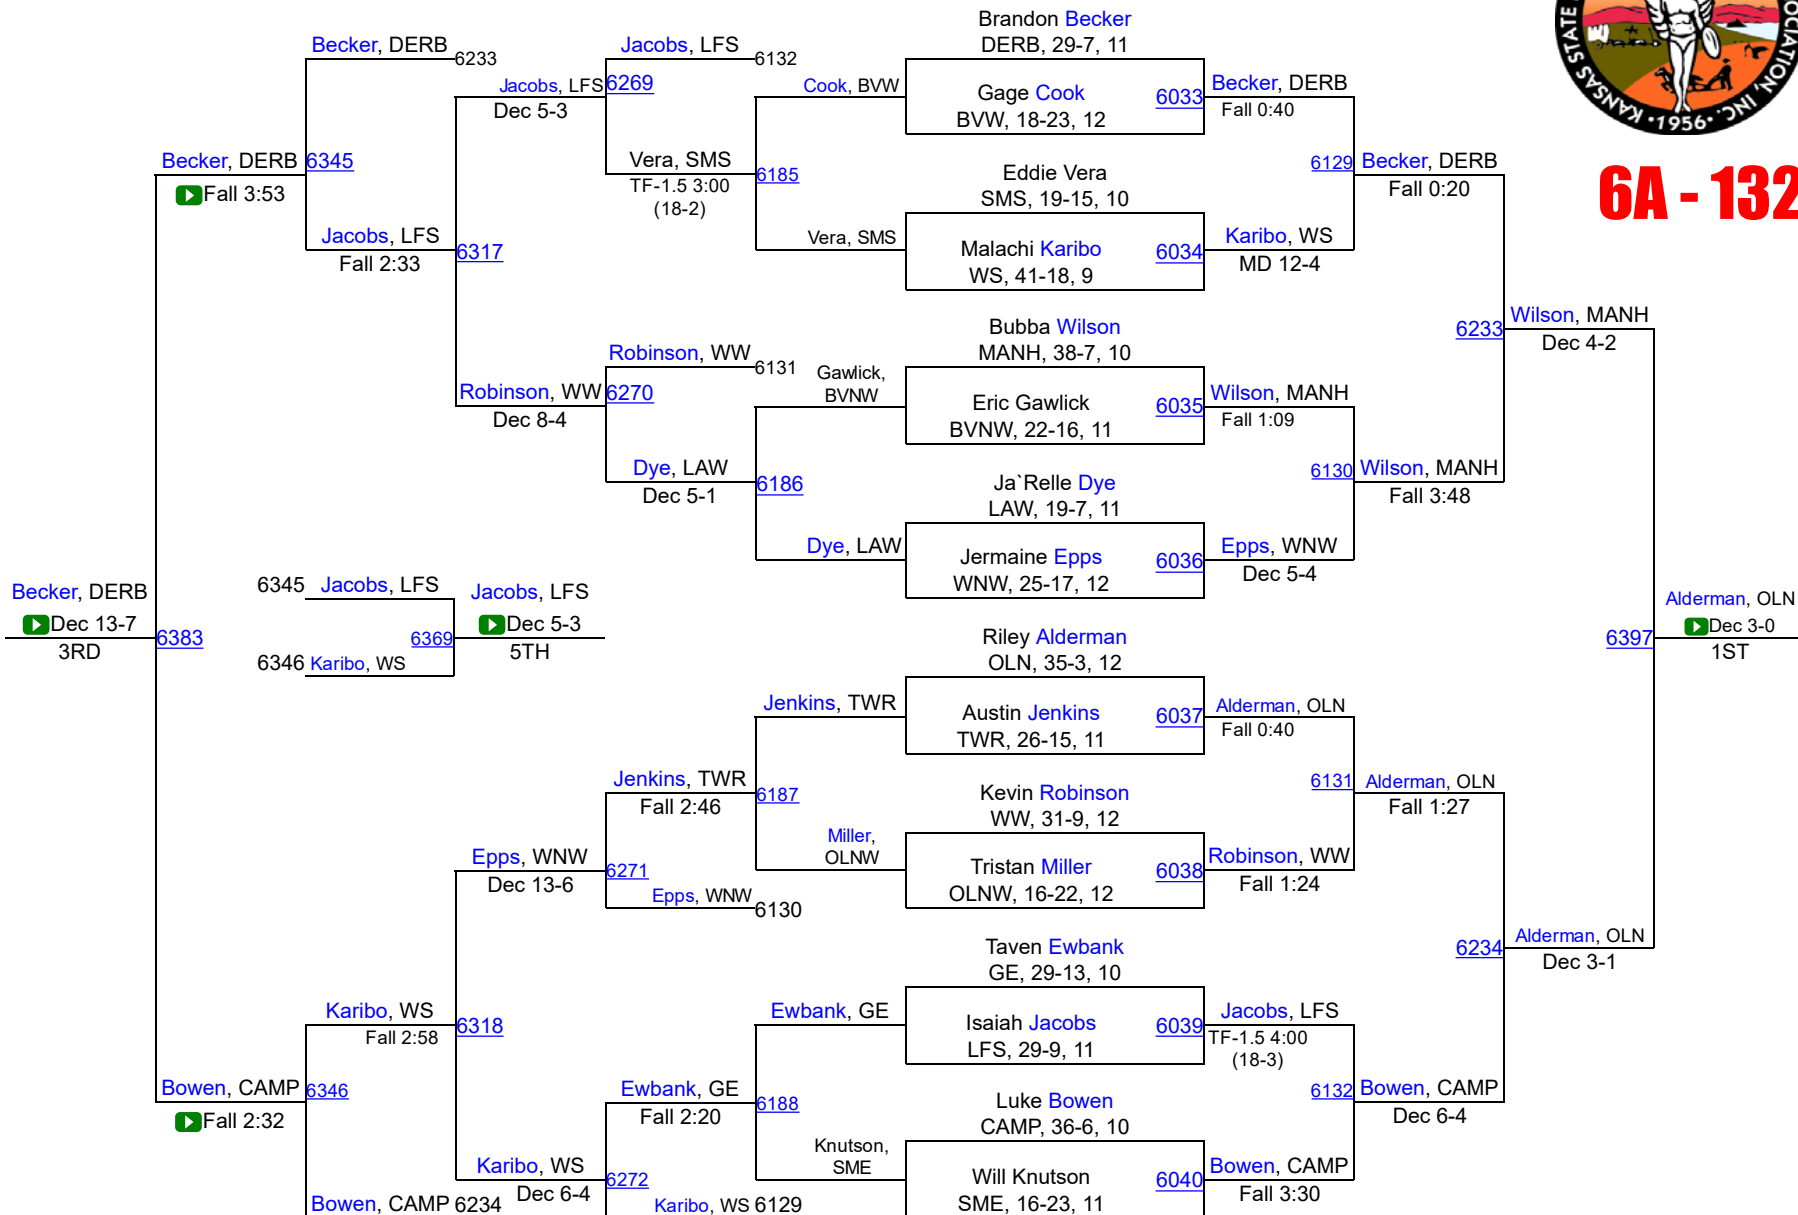 Brandon Becker
DERB, 29-7, 11
Gage Cook
BVW, 18-23, 12
6033
Becker, DERB
Fall 0:40
Eddie Vera
SMS, 19-15, 10
Malachi Karibo
WS, 41-18, 9
6034
Karibo, WS
MD 12-4
6129
Becker, DERB
Fall 0:20
Bubba Wilson
MANH, 38-7, 10
Eric Gawlick
BVNW, 22-16, 11
6035
Wilson, MANH
Fall 1:09
Ja`Relle Dye
LAW, 19-7, 11
Jermaine Epps
WNW, 25-17, 12
6036
Epps, WNW
Dec 5-4
6130
Wilson, MANH
Fall 3:48
6233
Wilson, MANH
Dec 4-2
Riley Alderman
OLN, 35-3, 12
Austin Jenkins
TWR, 26-15, 11
6037
Alderman, OLN
Fall 0:40
Kevin Robinson
WW, 31-9, 12
Tristan Miller
OLNW, 16-22, 12
6038
Robinson, WW
Fall 1:24
6131
Alderman, OLN
Fall 1:27
Taven Ewbank
GE, 29-13, 10
Isaiah Jacobs
LFS, 29-9, 11
6039
Jacobs, LFS
TF-1.5 4:00
(18-3)
Luke Bowen
CAMP, 36-6, 10
Will Knutson
SME, 16-23, 11
6040
Bowen, CAMP
Fall 3:30
6132
Bowen, CAMP
Dec 6-4
6234
Alderman, OLN
Dec 3-1
6397
Alderman, OLN
Dec 3-0
1ST
Cook, BVW
Vera, SMS
6185
Vera, SMS
TF-1.5 3:00
(18-2)
Jacobs, LFS
6132
6269
Jacobs, LFS
Dec 5-3
Gawlick,
BVNW
Dye, LAW
6186
Dye, LAW
Dec 5-1
Robinson, WW
6131
6270
Robinson, WW
Dec 8-4
6317
Jacobs, LFS
Fall 2:33
Becker, DERB
6233
6345
Becker, DERB
Fall 3:53
Jenkins, TWR
Miller,
OLNW
6187
Jenkins, TWR
Fall 2:46
Epps, WNW
6130
6271
Epps, WNW
Dec 13-6
Ewbank, GE
Knutson,
SME
6188
Ewbank, GE
Fall 2:20
Karibo, WS 6129
6272
Karibo, WS
Dec 6-4
6318
Karibo, WS
Fall 2:58
Bowen, CAMP 6234
6346
Bowen, CAMP
Fall 2:32
6383
Becker, DERB
Dec 13-7
3RD
6345 Jacobs, LFS
6346 Karibo, WS
6369
Jacobs, LFS
Dec 5-3
5TH
KANSAS STATE
OCIATION, INC.
•1956•
6A - 132